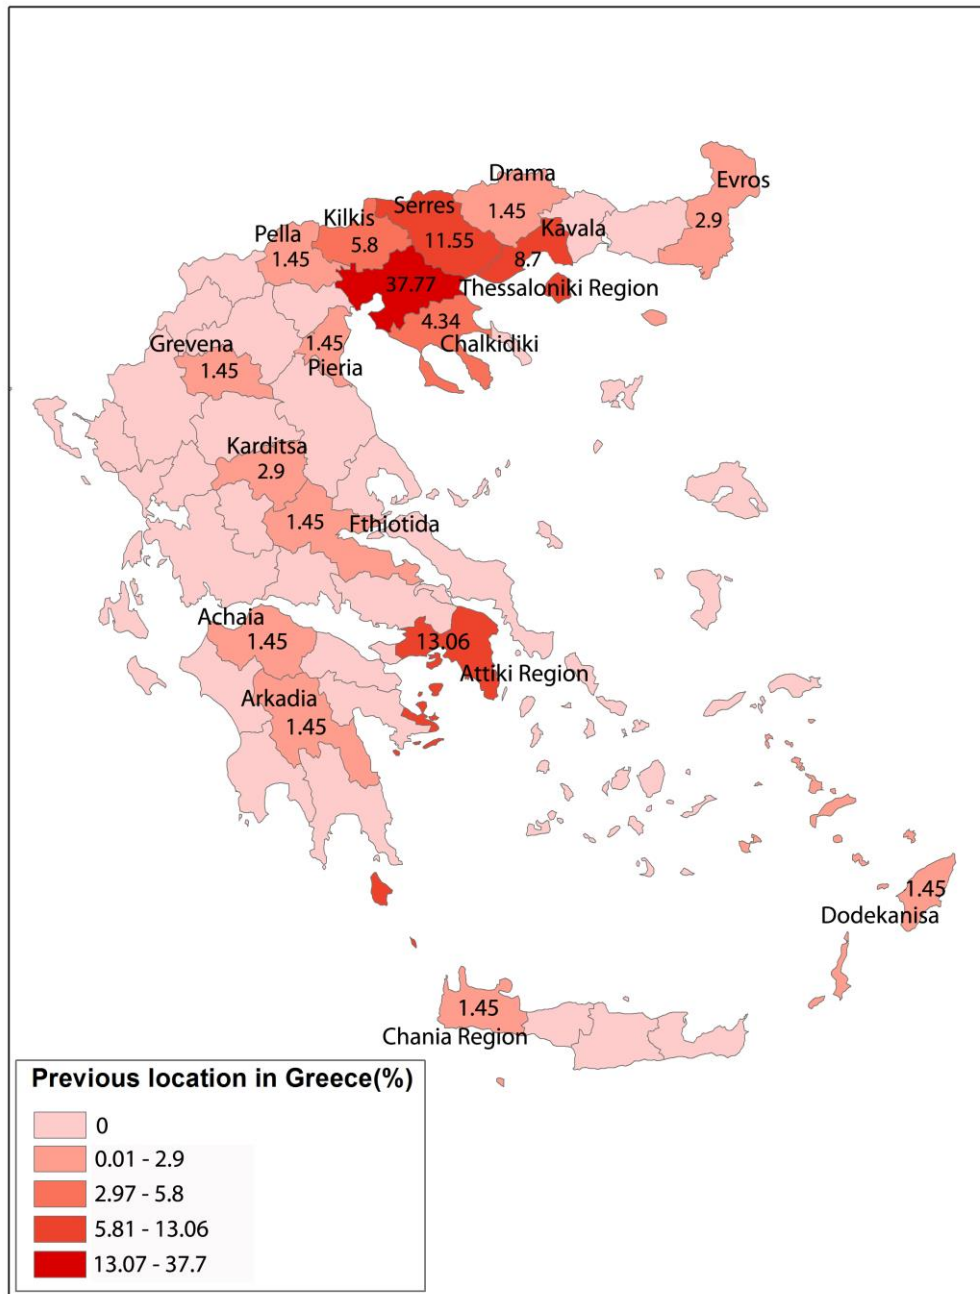 Drama
Evros
Serres
1.45
Kilkis
2.9
Kavala
Pella
5.8
11.55
1.45
8.7
37.77
Thessaloniki Region
4.34
Grevena
1.45
Chalkidiki
1.45
Pieria
Karditsa
2.9
1.45
Fthiotida
Achaia
1.45
13.06
Attiki Region
Arkadia
1.45
1.45
Dodekanisa
1.45
Chania Region
Previous location in Greece(%)
0
0.01 - 2.9
2.97 - 5.8
5.81 - 13.06
13.07 - 37.7